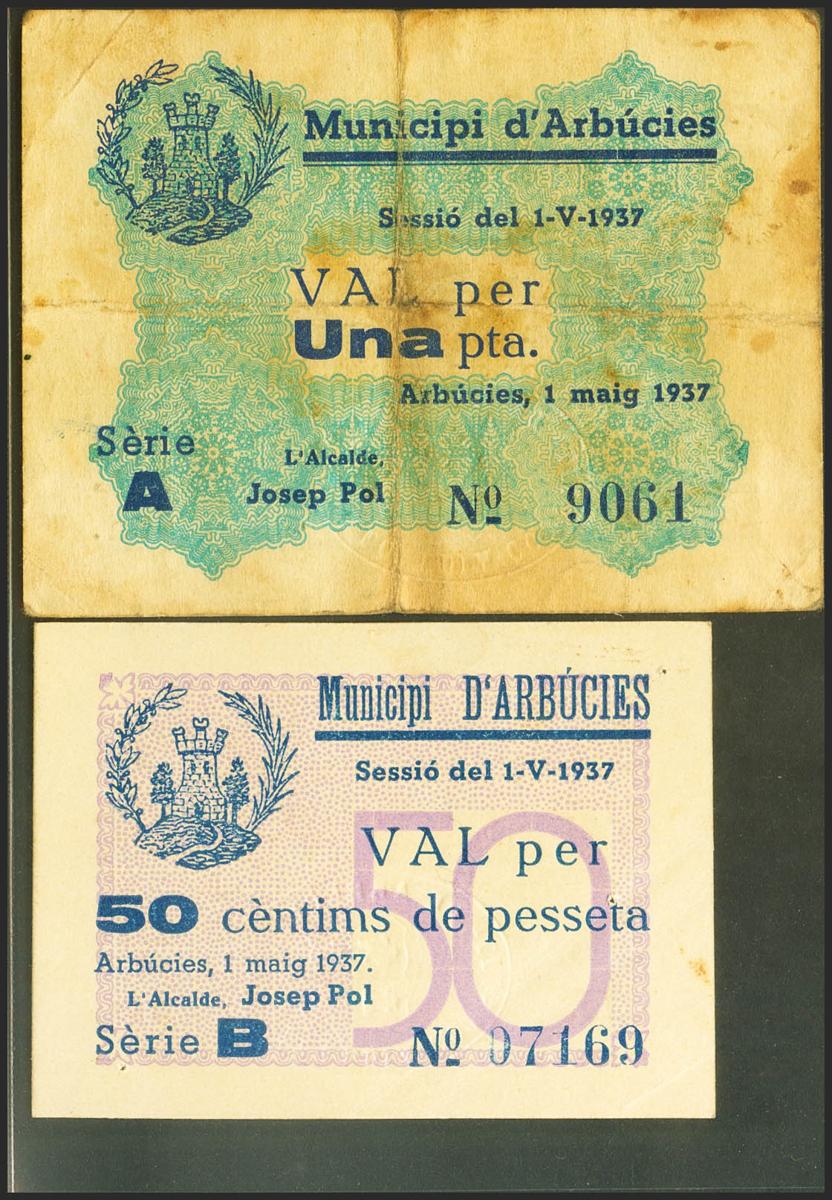 Municipi d'Arbúcies
Sessió del 1-V-1937
VAL per
Una pta.
Arbúcies, 1 maig 1937
Sèrie
A
L'Alcalde,
Josep Pol
Nº 9061
Municipi D'ARBÚCIES
Sessió del 1-V-1937
50
VAL per
50 cèntims de pesseta
Arbúcies, 1 maig 1937.
L'Alcalde, Josep Pol
Sèrie B
Nº 07169